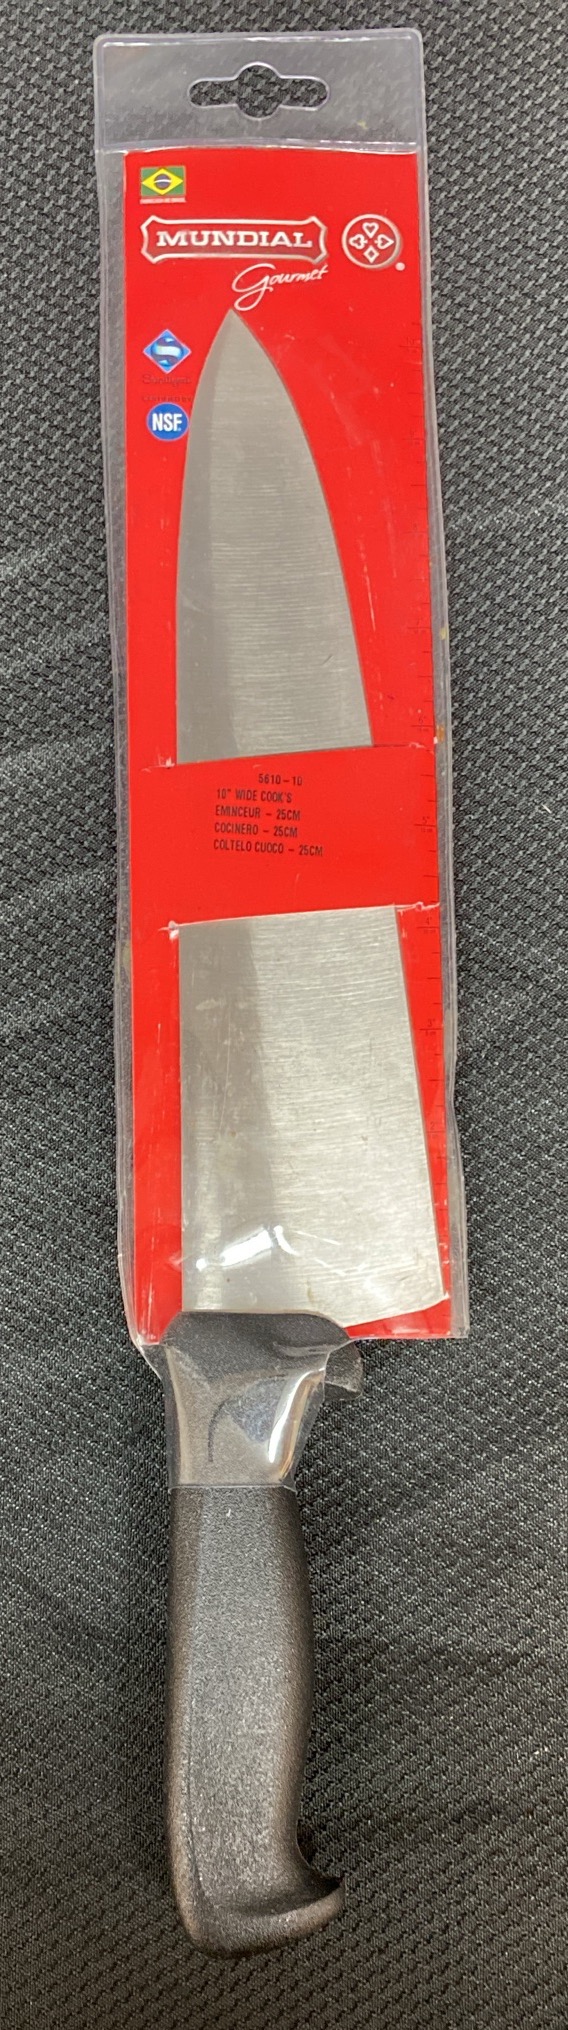 MUNDIAL
Gourmet
NSF.
5610-10
10" WIDE COOK'S
EMINCEUR - 25CM
COCINERO - 25CM
COLTELO CUOCO - 25CM